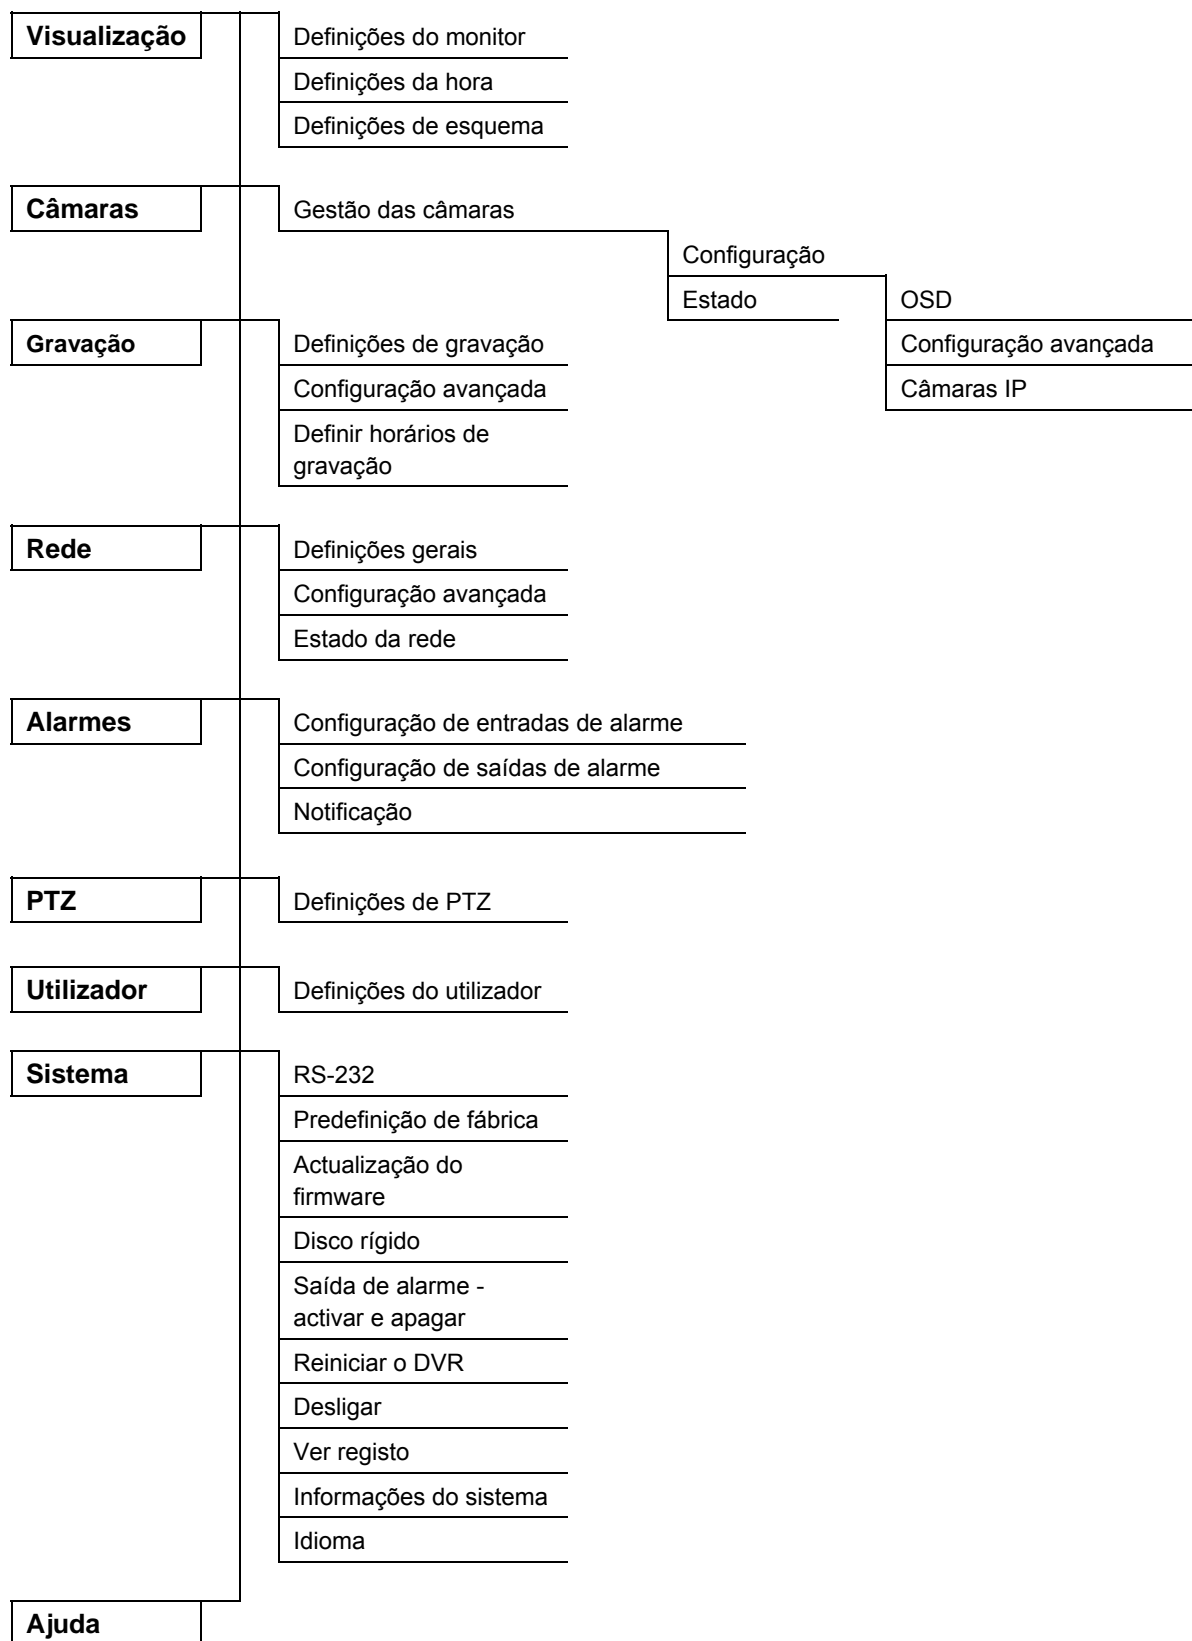 Visualização
Definições do monitor
Definições da hora
Definições de esquema
Câmaras
Gestão das câmaras
Configuração
Estado
OSD
Configuração avançada
Câmaras IP
Gravação
Definições de gravação
Configuração avançada
Definir horários de
gravação
Rede
Definições gerais
Configuração avançada
Estado da rede
Alarmes
Configuração de entradas de alarme
Configuração de saídas de alarme
Notificação
PTZ
Definições de PTZ
Utilizador
Definições do utilizador
Sistema
RS-232
Predefinição de fábrica
Actualização do
firmware
Disco rígido
Saída de alarme -
activar e apagar
Reiniciar o DVR
Desligar
Ver registo
Informações do sistema
Idioma
Ajuda